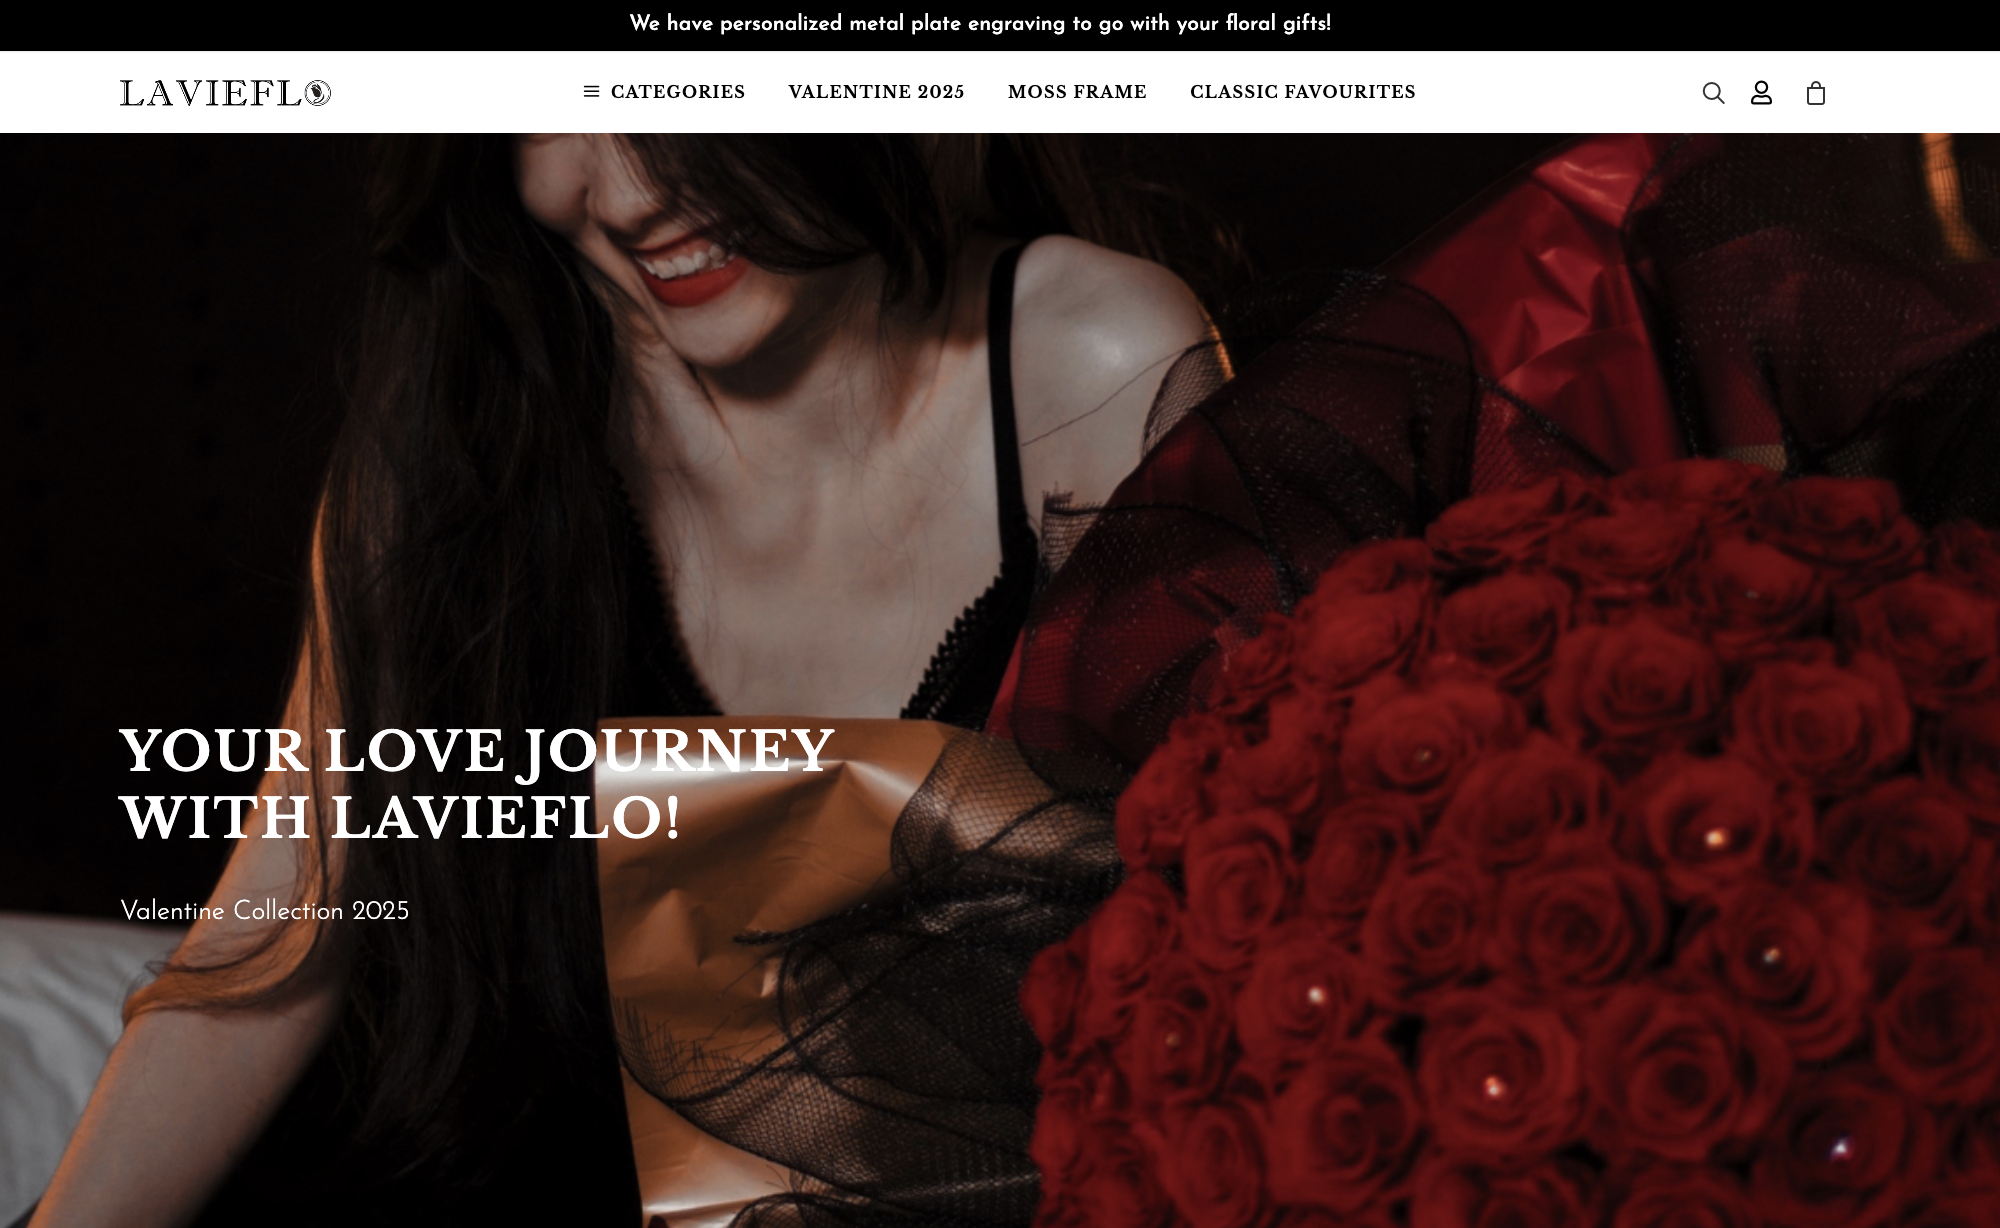 We have personalized metal plate engraving to go with your floral gifts!
LAVIEFLO
CATEGORIES
VALENTINE 2025
MOSS FRAME
CLASSIC FAVOURITES
YOUR LOVE JOURNEY
WITH LAVIEFLO!
Valentine Collection 2025